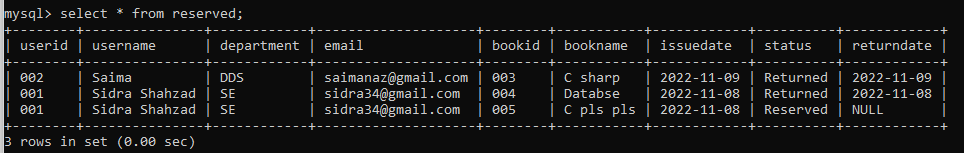 mysql> select * from reserved;
+--------+---------------+------------+--------------------+--------+-----------+------------+----------+------------+
| userid | username      | department | email              | bookid | bookname  | issuedate  | status   | returndate |
+--------+---------------+------------+--------------------+--------+-----------+------------+----------+------------+
| 002    | Saima         | DDS        | saimanaz@gmail.com | 003    | C sharp   | 2022-11-09 | Returned | 2022-11-09 |
| 001    | Sidra Shahzad | SE         | sidra34@gmail.com  | 004    | Databse   | 2022-11-08 | Returned | 2022-11-08 |
| 001    | Sidra Shahzad | SE         | sidra34@gmail.com  | 005    | C pls pls | 2022-11-08 | Reserved | NULL       |
+--------+---------------+------------+--------------------+--------+-----------+------------+----------+------------+
3 rows in set (0.00 sec)